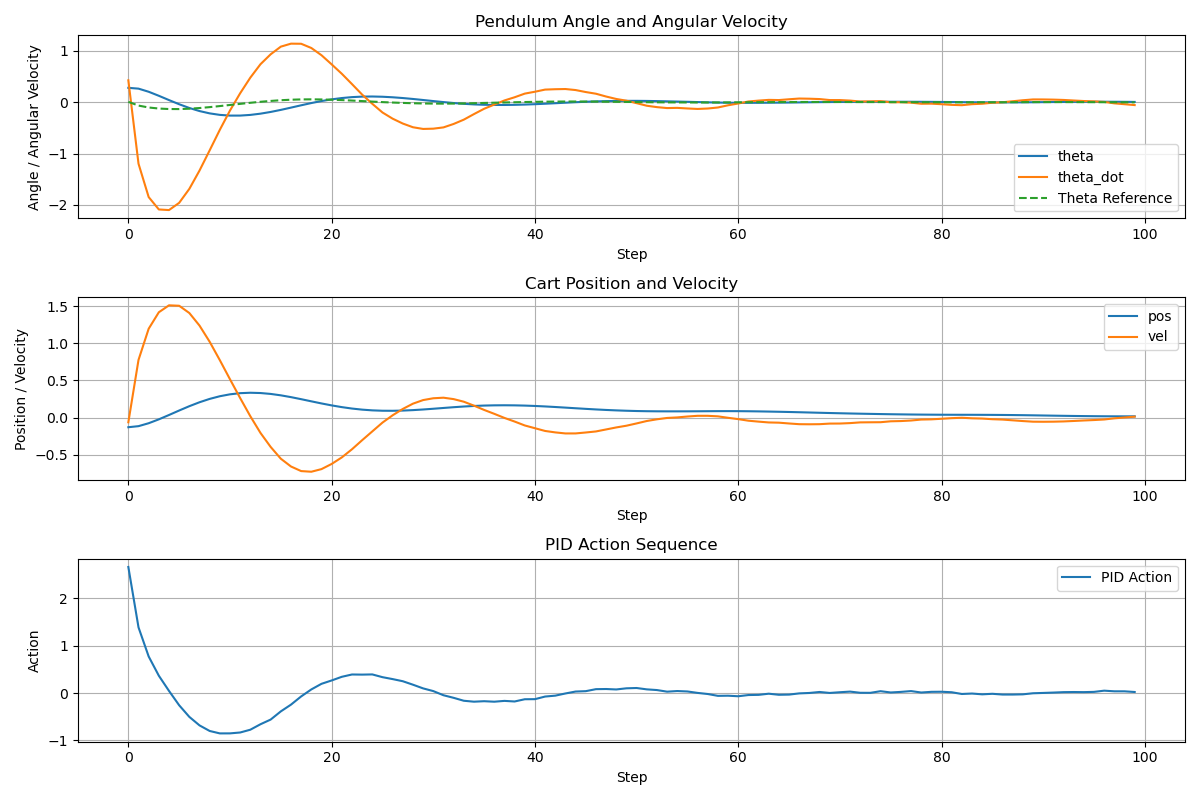 Pendulum Angle and Angular Velocity
Angle / Angular Velocity
1
0
−1
−2
theta
theta_dot
Theta Reference
0 20 40 60 80 100
Step
Cart Position and Velocity
Position / Velocity
1.5
1.0
0.5
0.0
−0.5
pos
vel
0 20 40 60 80 100
Step
PID Action Sequence
Action
2
1
0
−1
PID Action
0 20 40 60 80 100
Step